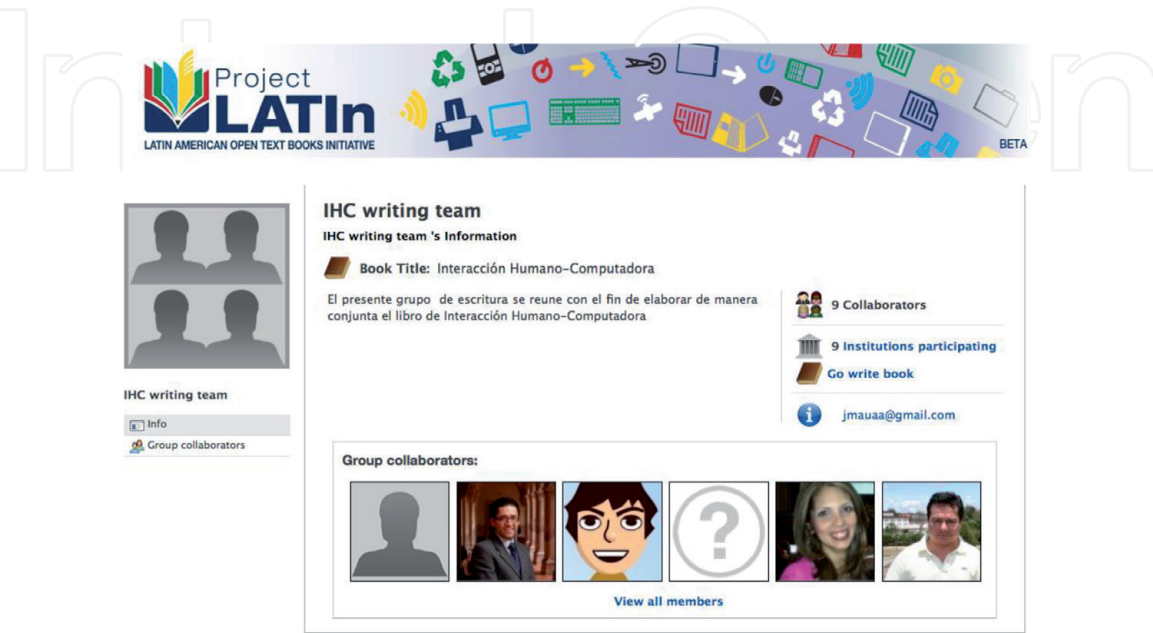 Project
LATIn
LATIN AMERICAN OPEN TEXT BOOKS INITIATIVE
BETA
IHC writing team
IHC writing team 's Information
Book Title: Interacción Humano-Computadora
El presente grupo de escritura se reune con el fin de elaborar de manera
conjunta el libro de Interacción Humano-Computadora
9 Collaborators
9 Institutions participating
Go write book
jmauaa@gmail.com
IHC writing team
Info
Group collaborators
Group collaborators:
?
View all members